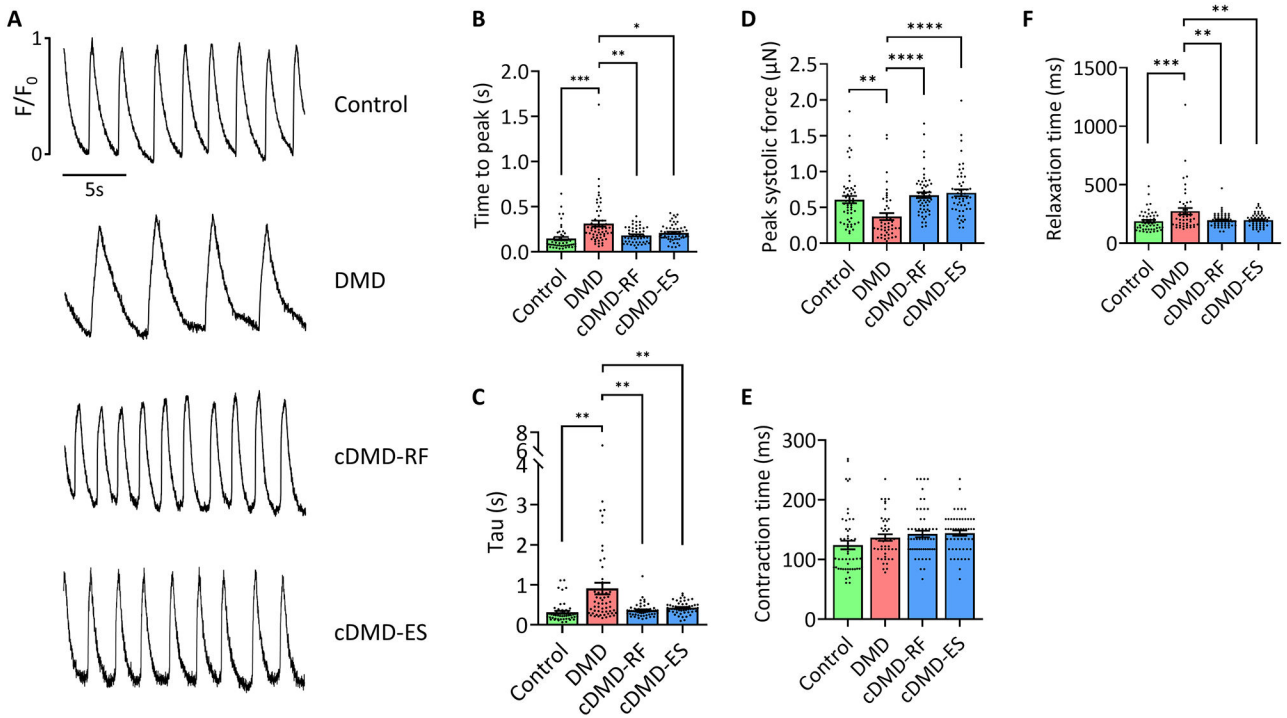 A
1
F/F0
0
5s
Control
DMD
cDMD-RF
cDMD-ES
B
Time to peak (s)
2.0
1.5
1.0
0.5
0.0
***
**
*
Control
DMD
cDMD-RF
cDMD-ES
C
Tau (s)
8
6
4
3
2
1
0
**
**
**
Control
DMD
cDMD-RF
cDMD-ES
D
Peak systolic force (µN)
2.5
2.0
1.5
1.0
0.5
0.0
**
****
****
Control
DMD
cDMD-RF
cDMD-ES
E
Contraction time (ms)
300
200
100
0
Control
DMD
cDMD-RF
cDMD-ES
F
Relaxation time (ms)
1500
1000
500
0
***
**
**
Control
DMD
cDMD-RF
cDMD-ES